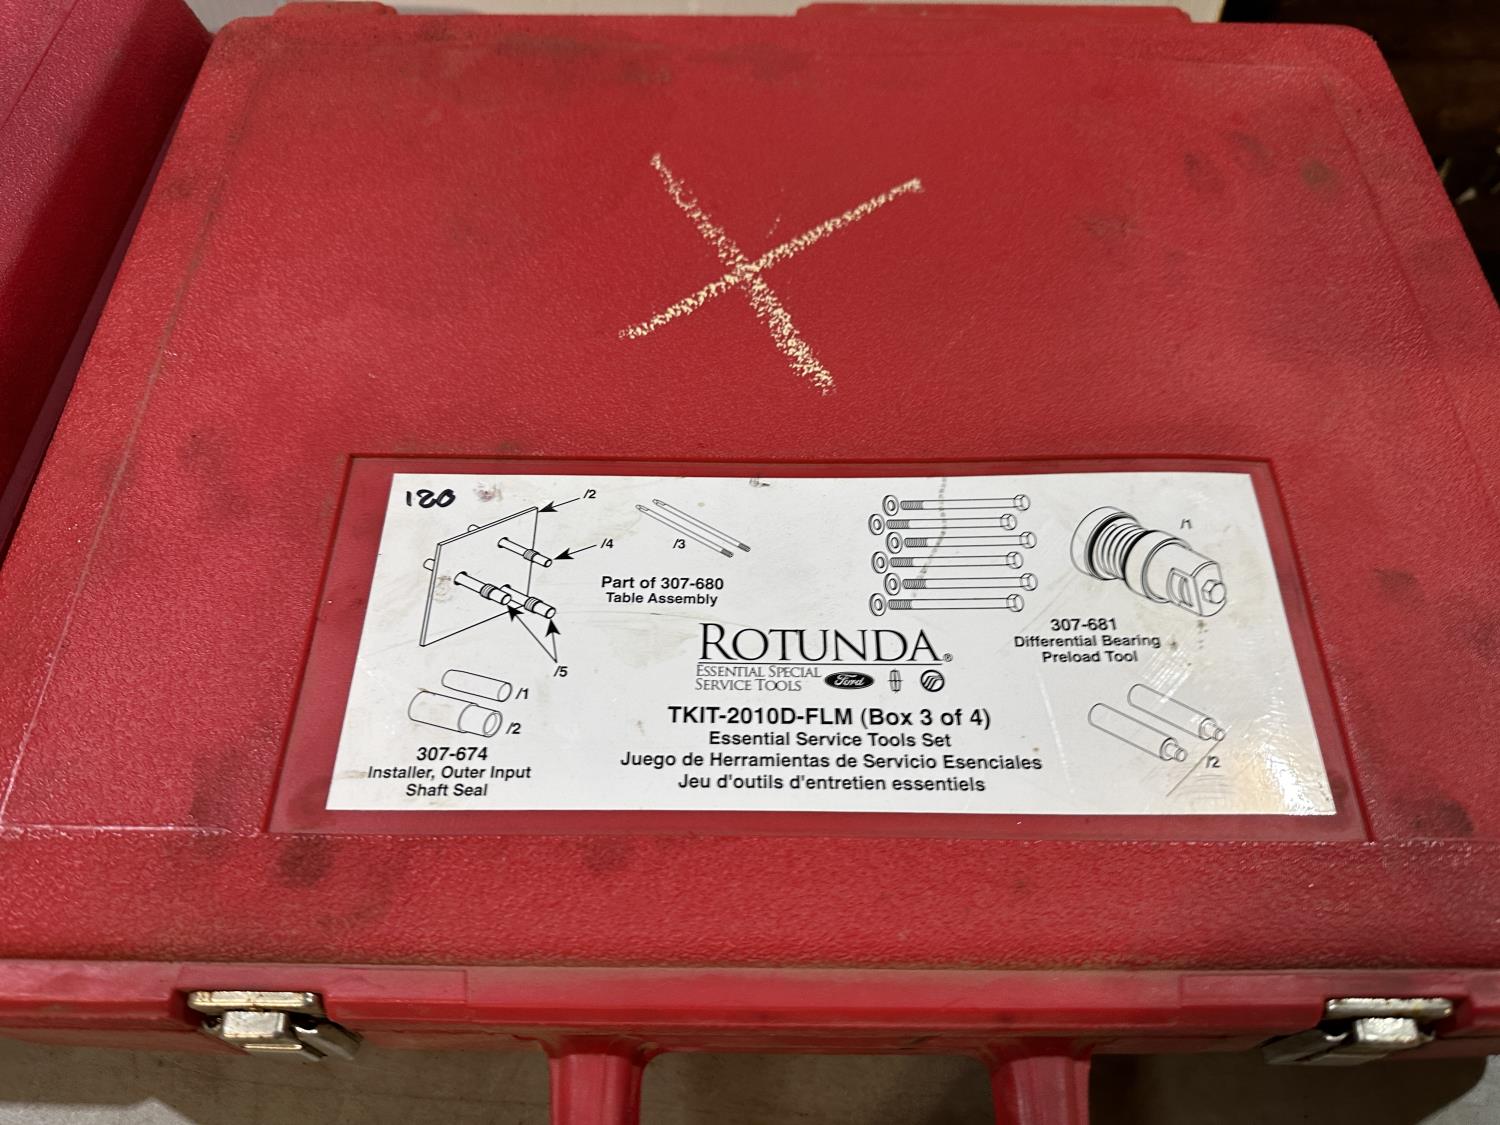 180
/2
/4
/3
/5
Part of 307-680
Table Assembly
/1
/2
307-674
Installer, Outer Input
Shaft Seal
ROTUNDA®
ESSENTIAL SPECIAL
SERVICE TOOLS
Ford
TKIT-2010D-FLM (Box 3 of 4)
Essential Service Tools Set
Juego de Herramientas de Servicio Esenciales
Jeu d'outils d'entretien essentiels
/1
307-681
Differential Bearing
Preload Tool
/2